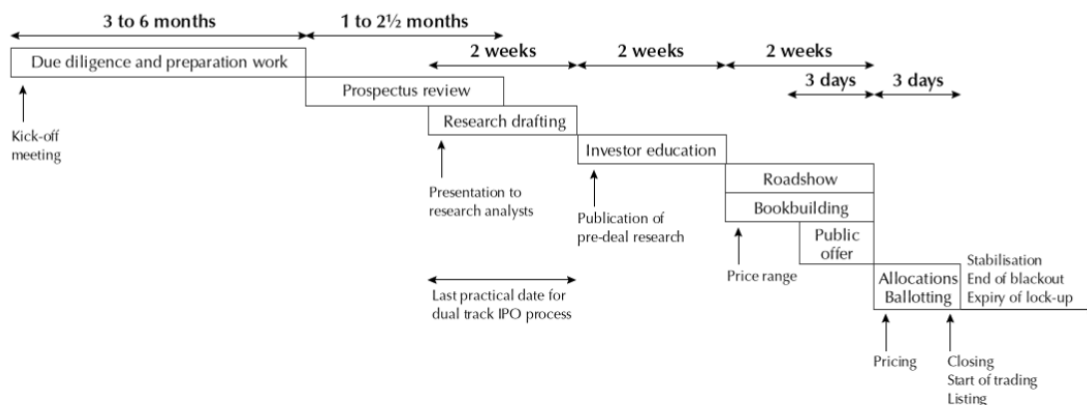 3 to 6 months
1 to 2½ months
2 weeks
2 weeks
2 weeks
3 days
3 days
Due diligence and preparation work
Prospectus review
Research drafting
Investor education
Roadshow
Bookbuilding
Public
offer
Allocations
Ballotting
Stabilisation
End of blackout
Expiry of lock-up
Kick-off
meeting
Presentation to
research analysts
Publication of
pre-deal research
Price range
Last practical date for
dual track IPO process
Pricing
Closing
Start of trading
Listing